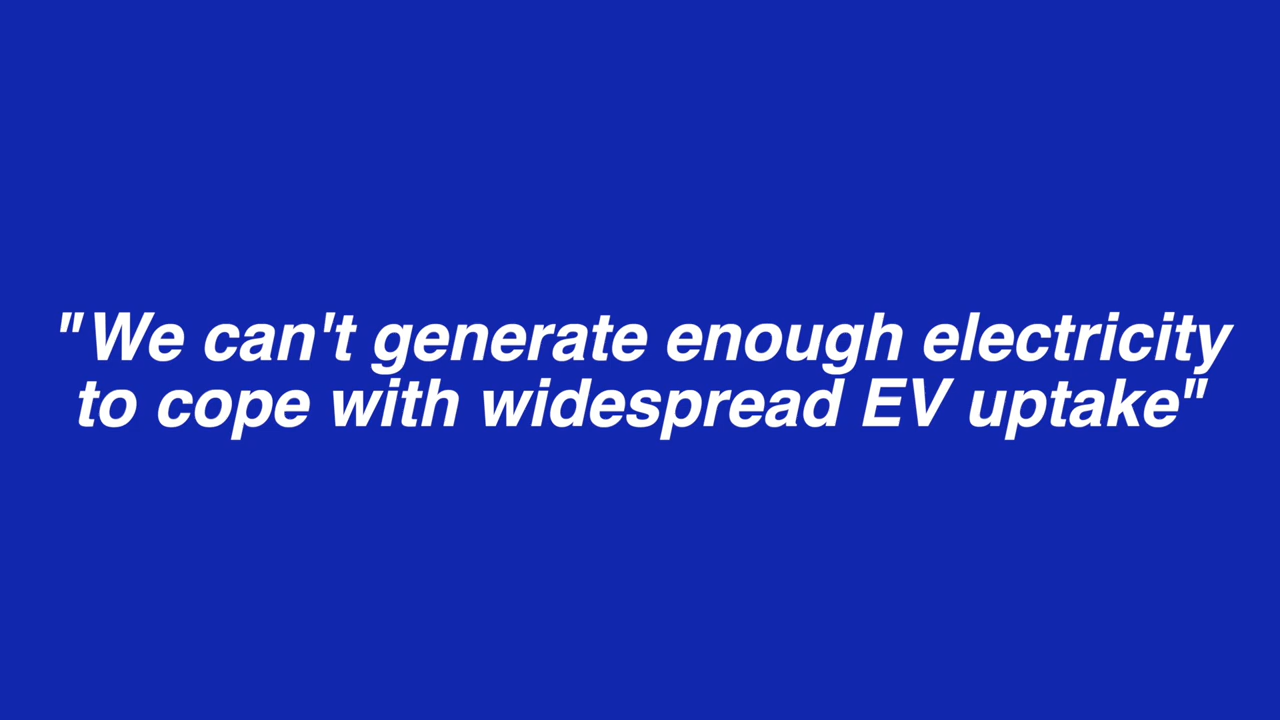 "We can't generate enough electricity
to cope with widespread EV uptake"